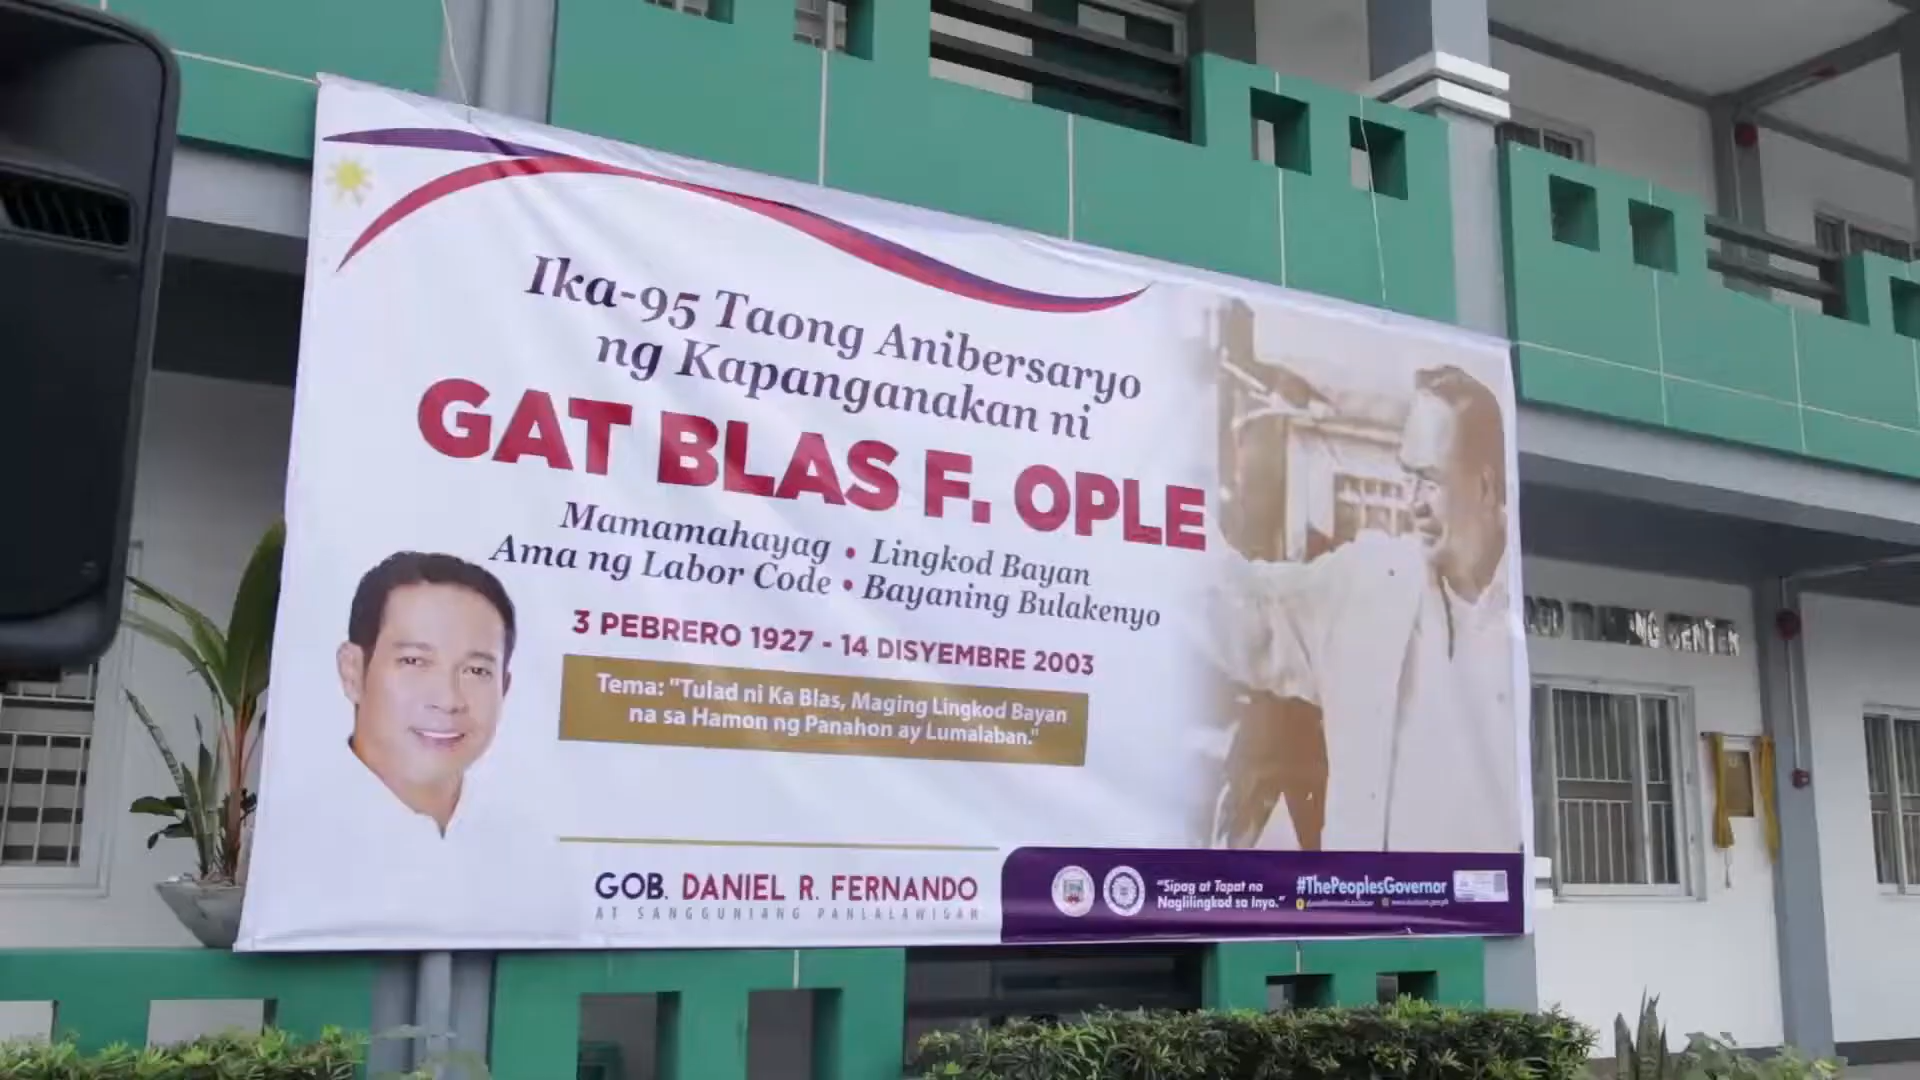 Ika-95 Taong Anibersaryo
ng Kapanganakan ni
GAT BLAS F. OPLE
Mamamahayag • Lingkod Bayan
Ama ng Labor Code • Bayaning Bulakenyo
3 PEBRERO 1927 - 14 DISYEMBRE 2003
Tema: "Tulad ni Ka Blas, Maging Lingkod Bayan
na sa Hamon ng Panahon ay Lumalaban."
GOB. DANIEL R. FERNANDO
AT SANGGUNIANG PANLALAWIGAN
"Sipag at Tapat na
Naglilingkod sa Inyo."
#ThePeoplesGovernor